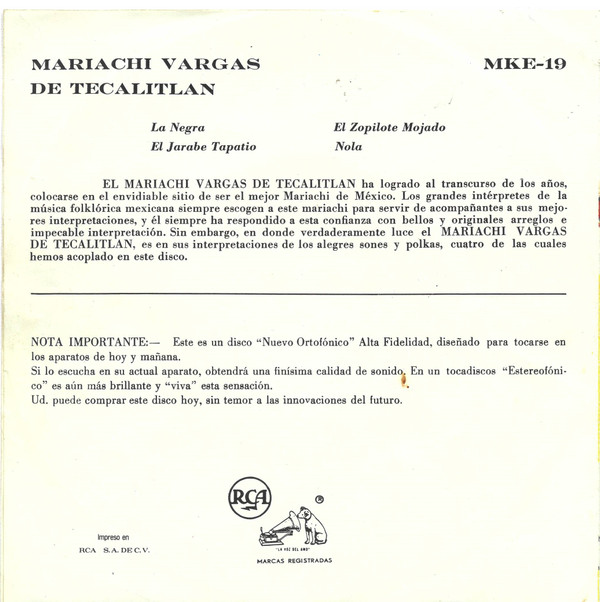 MARIACHI VARGAS
DE TECALITLAN
MKE-19
La Negra
El Zopilote Mojado
El Jarabe Tapatio
Nola
EL MARIACHI VARGAS DE TECALITLAN ha logrado al transcurso de los años,
colocarse en el envidiable sitio de ser el mejor Mariachi de México. Los grandes intérpretes de la
música folklórica mexicana siempre escogen a este mariachi para servir de acompañantes a sus mejo-
res interpretaciones, y él siempre ha respondido a esta confianza con bellos y originales arreglos e
impecable interpretación. Sin embargo, en donde verdaderamente luce el MARIACHI VARGAS
DE TECALITLAN, es en sus interpretaciones de los alegres sones y polkas, cuatro de las cuales
hemos acoplado en este disco.
NOTA IMPORTANTE:— Este es un disco "Nuevo Ortofónico" Alta Fidelidad, diseñado para tocarse en
los aparatos de hoy y mañana.
Si lo escucha en su actual aparato, obtendrá una finísima calidad de sonido. En un tocadiscos "Estereofóni-
co" es aún más brillante y "viva" esta sensación.
Ud. puede comprar este disco hoy, sin temor a las innovaciones del futuro.
RCA
®
"LA VOZ DEL AMO"
MARCAS REGISTRADAS
Impreso en
RCA S.A. DE C.V.